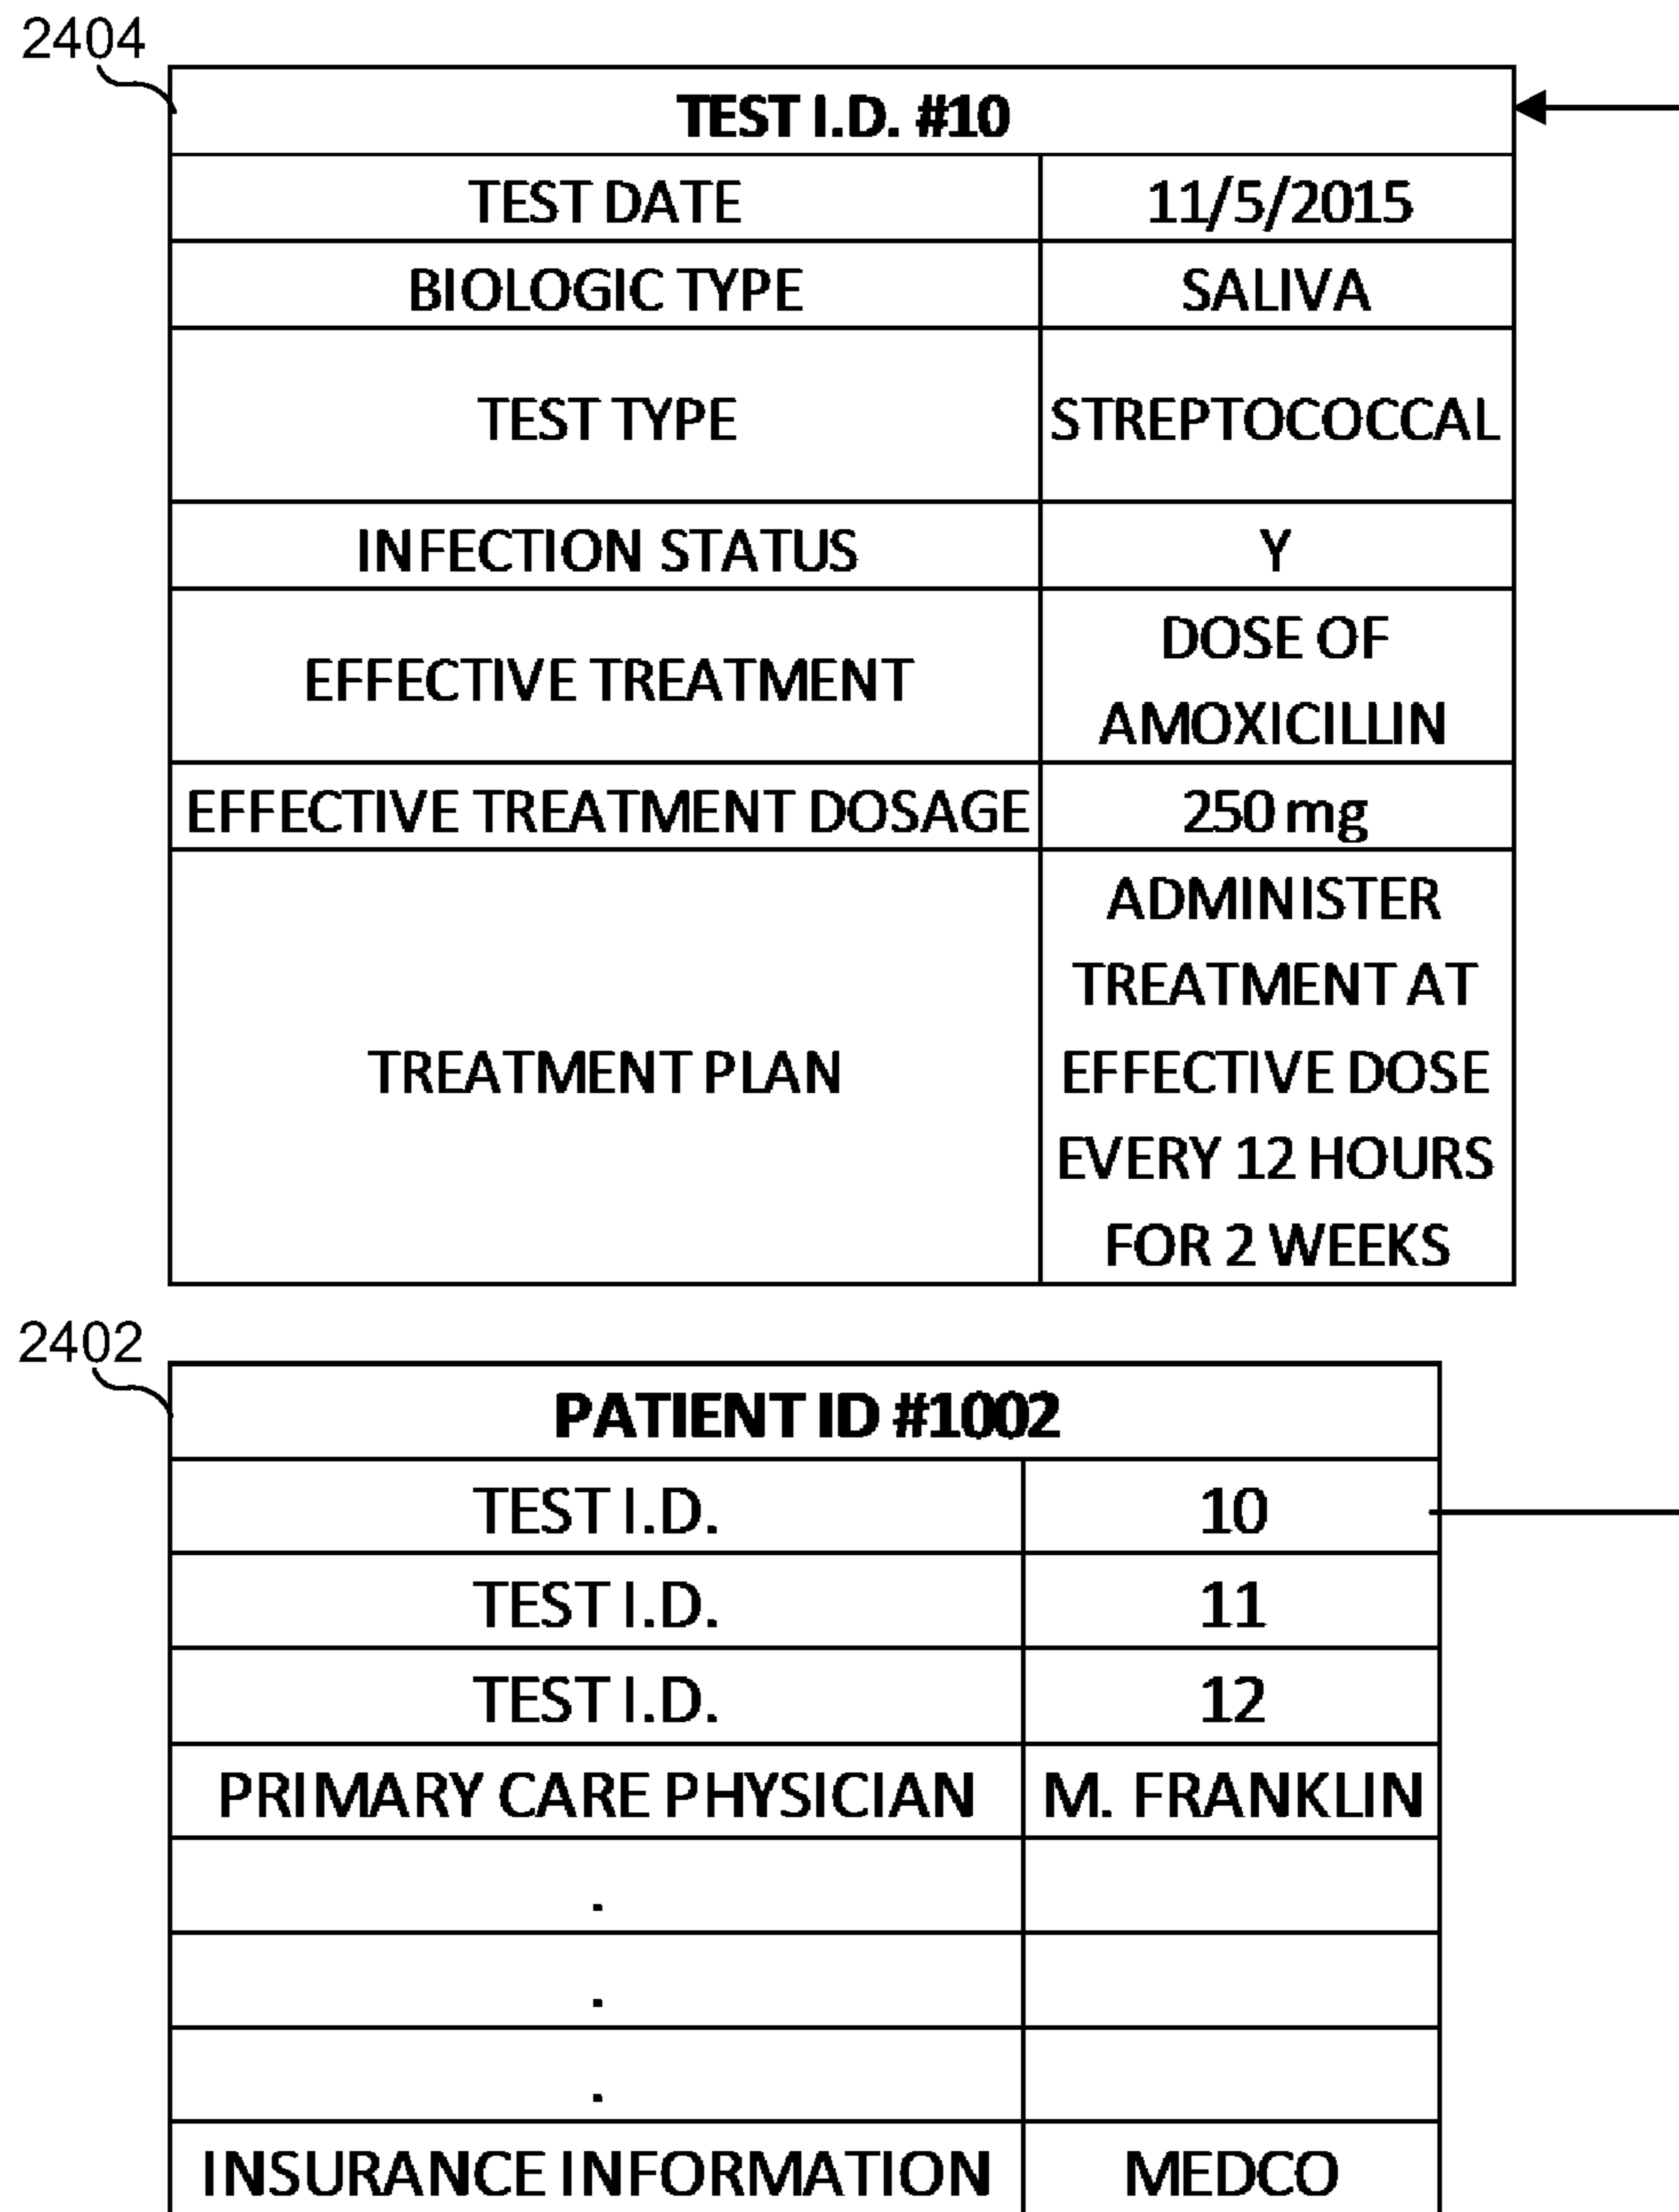 2404
TEST I.D. #10
TEST DATE 11/5/2015
BIOLOGIC TYPE SALIVA
TEST TYPE STREPTOCOCCAL
INFECTION STATUS Y
EFFECTIVE TREATMENT DOSE OF
AMOXICILLIN
EFFECTIVE TREATMENT DOSAGE 250 mg
TREATMENT PLAN ADMINISTER
TREATMENT AT
EFFECTIVE DOSE
EVERY 12 HOURS
FOR 2 WEEKS
2402
PATIENT ID #1002
TEST I.D. 10
TEST I.D. 11
TEST I.D. 12
PRIMARY CARE PHYSICIAN M. FRANKLIN
.
.
.
INSURANCE INFORMATION MEDCO